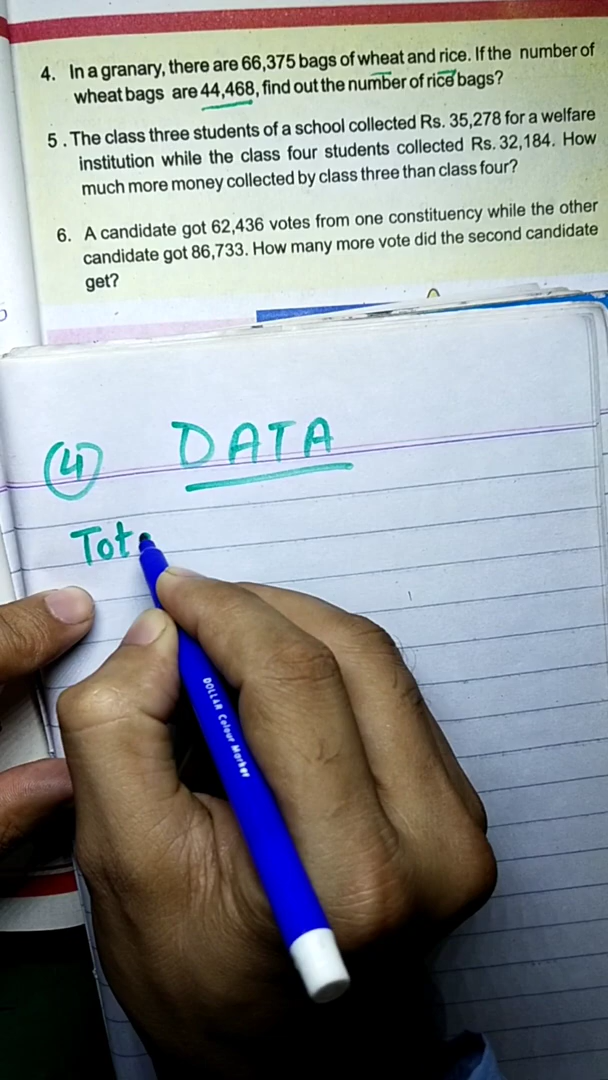 4. In a granary, there are 66,375 bags of wheat and rice. If the number of
wheat bags are 44,468, find out the number of rice bags?
5. The class three students of a school collected Rs. 35,278 for a welfare
institution while the class four students collected Rs. 32,184. How
much more money collected by class three than class four?
6. A candidate got 62,436 votes from one constituency while the other
candidate got 86,733. How many more vote did the second candidate
get?
(4) DATA
Tot
DOLLAR Colour Marker